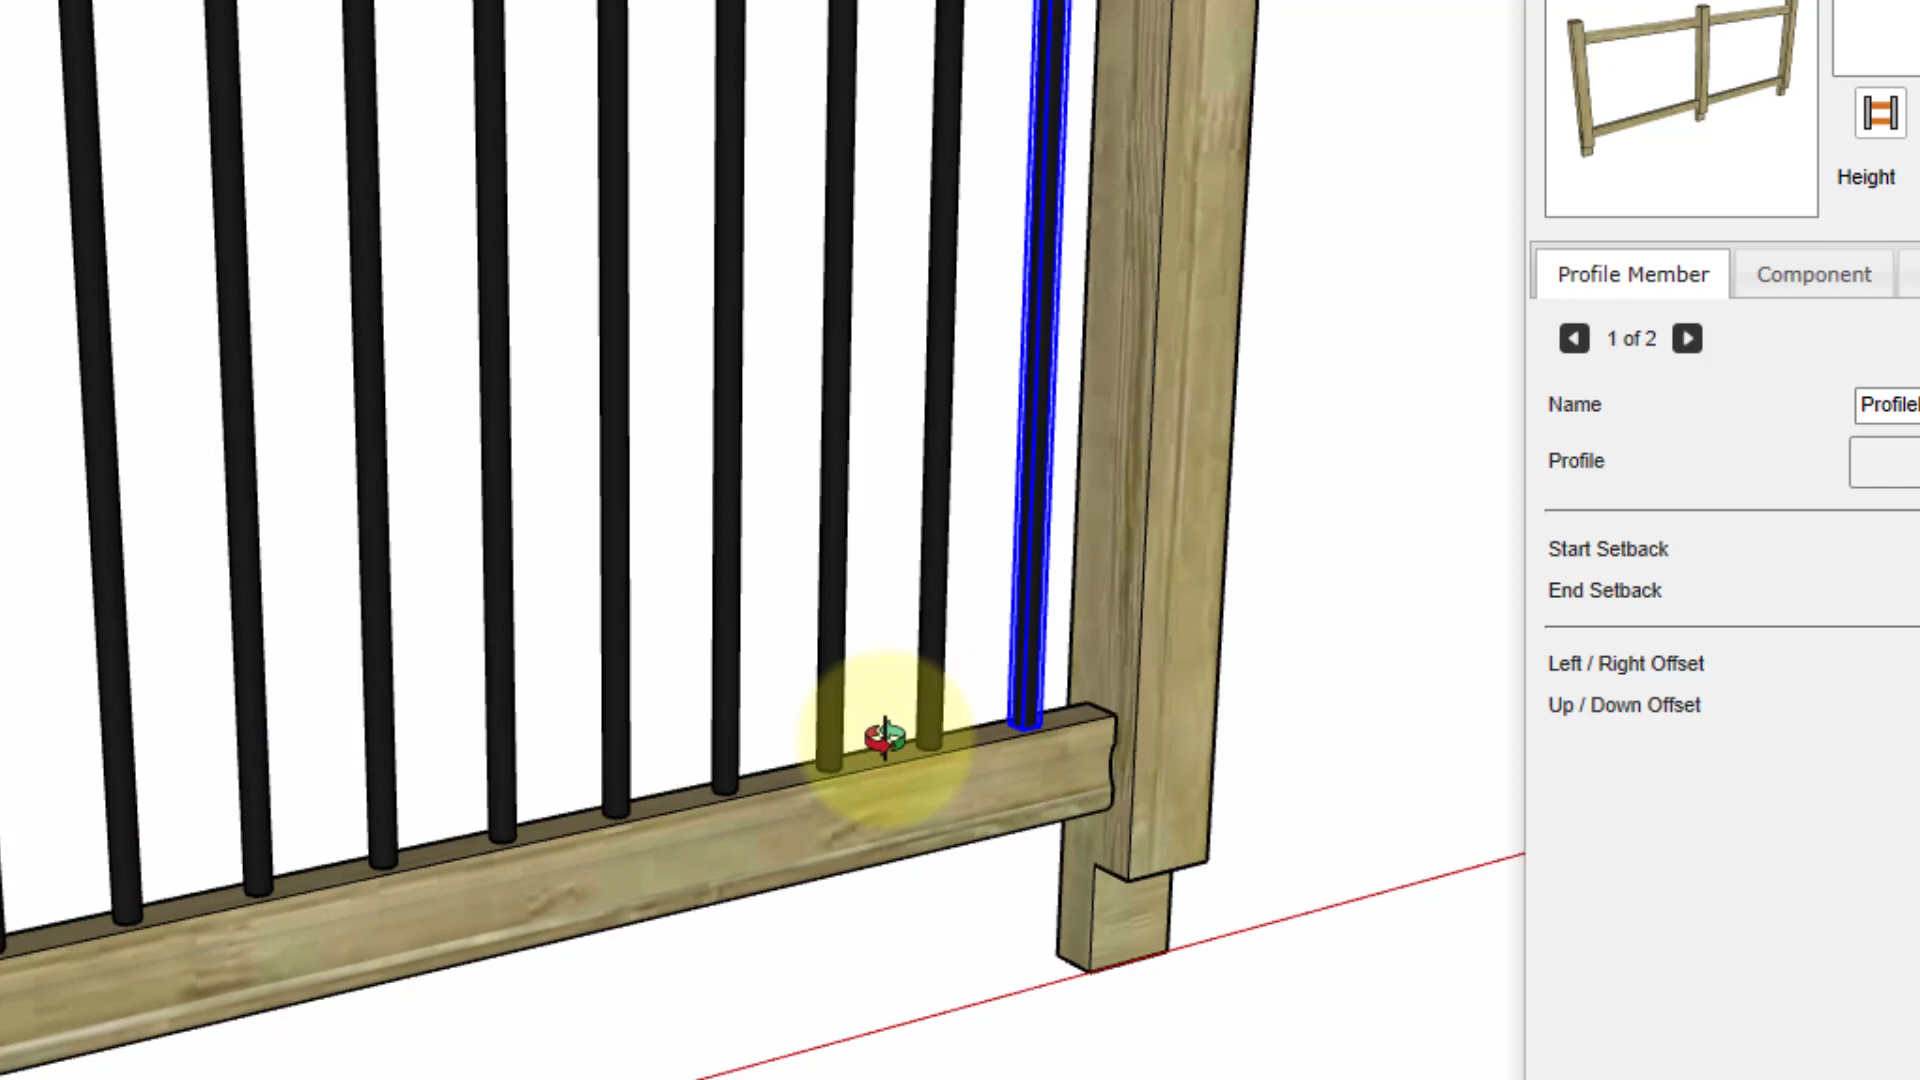 Height
Profile Member
Component
1 of 2
Name
Profile
Profile
Start Setback
End Setback
Left / Right Offset
Up / Down Offset